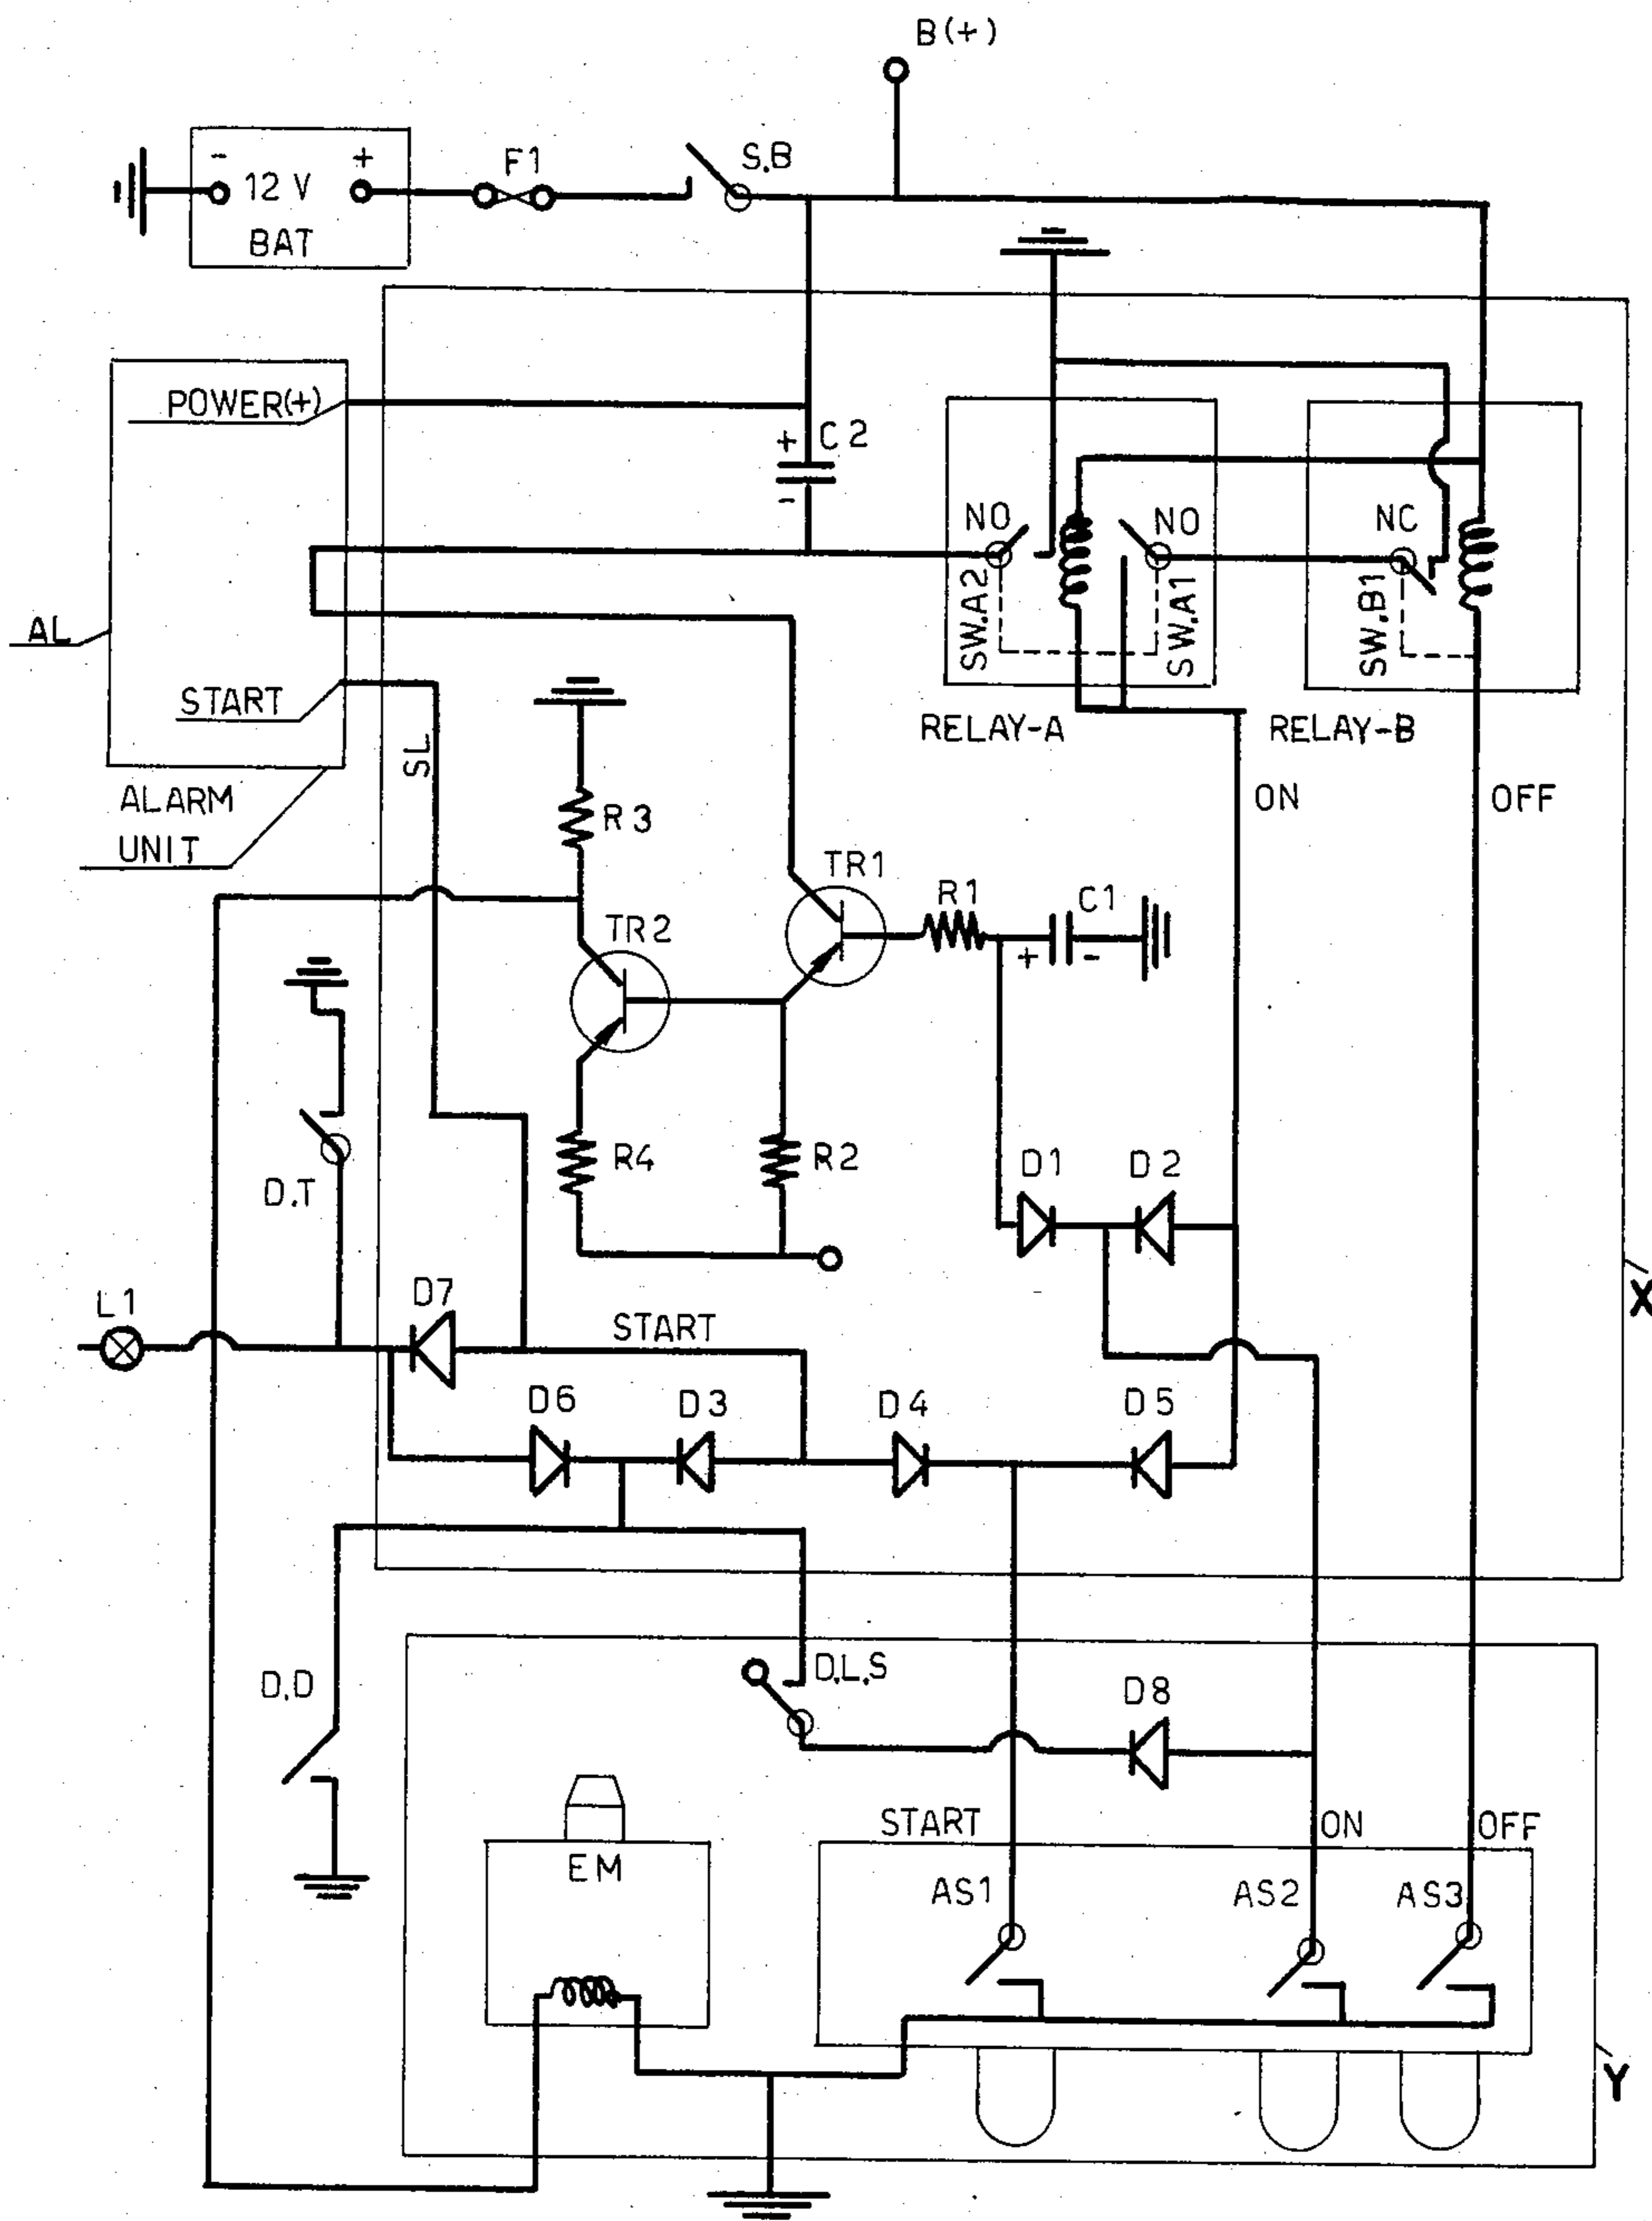 B(+)
- 12 V +
BAT
F1
S.B
POWER(+)
+ C2
-
NO
NO
NC
SW.A2
SW.A1
SW.B1
AL
START
SL
RELAY-A
RELAY-B
ALARM
UNIT
ON
OFF
R3
TR1
R1
C1
+ -
TR2
D.T
R4
R2
D1
D2
X
L1
D7
START
D6
D3
D4
D5
D.D
D.L.S
D8
START
ON
OFF
EM
AS1
AS2
AS3
Y